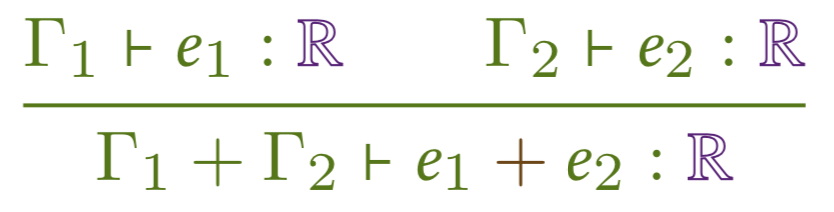 Γ₁ ⊢ e₁ : ℝ Γ₂ ⊢ e₂ : ℝ
Γ₁ + Γ₂ ⊢ e₁ + e₂ : ℝ